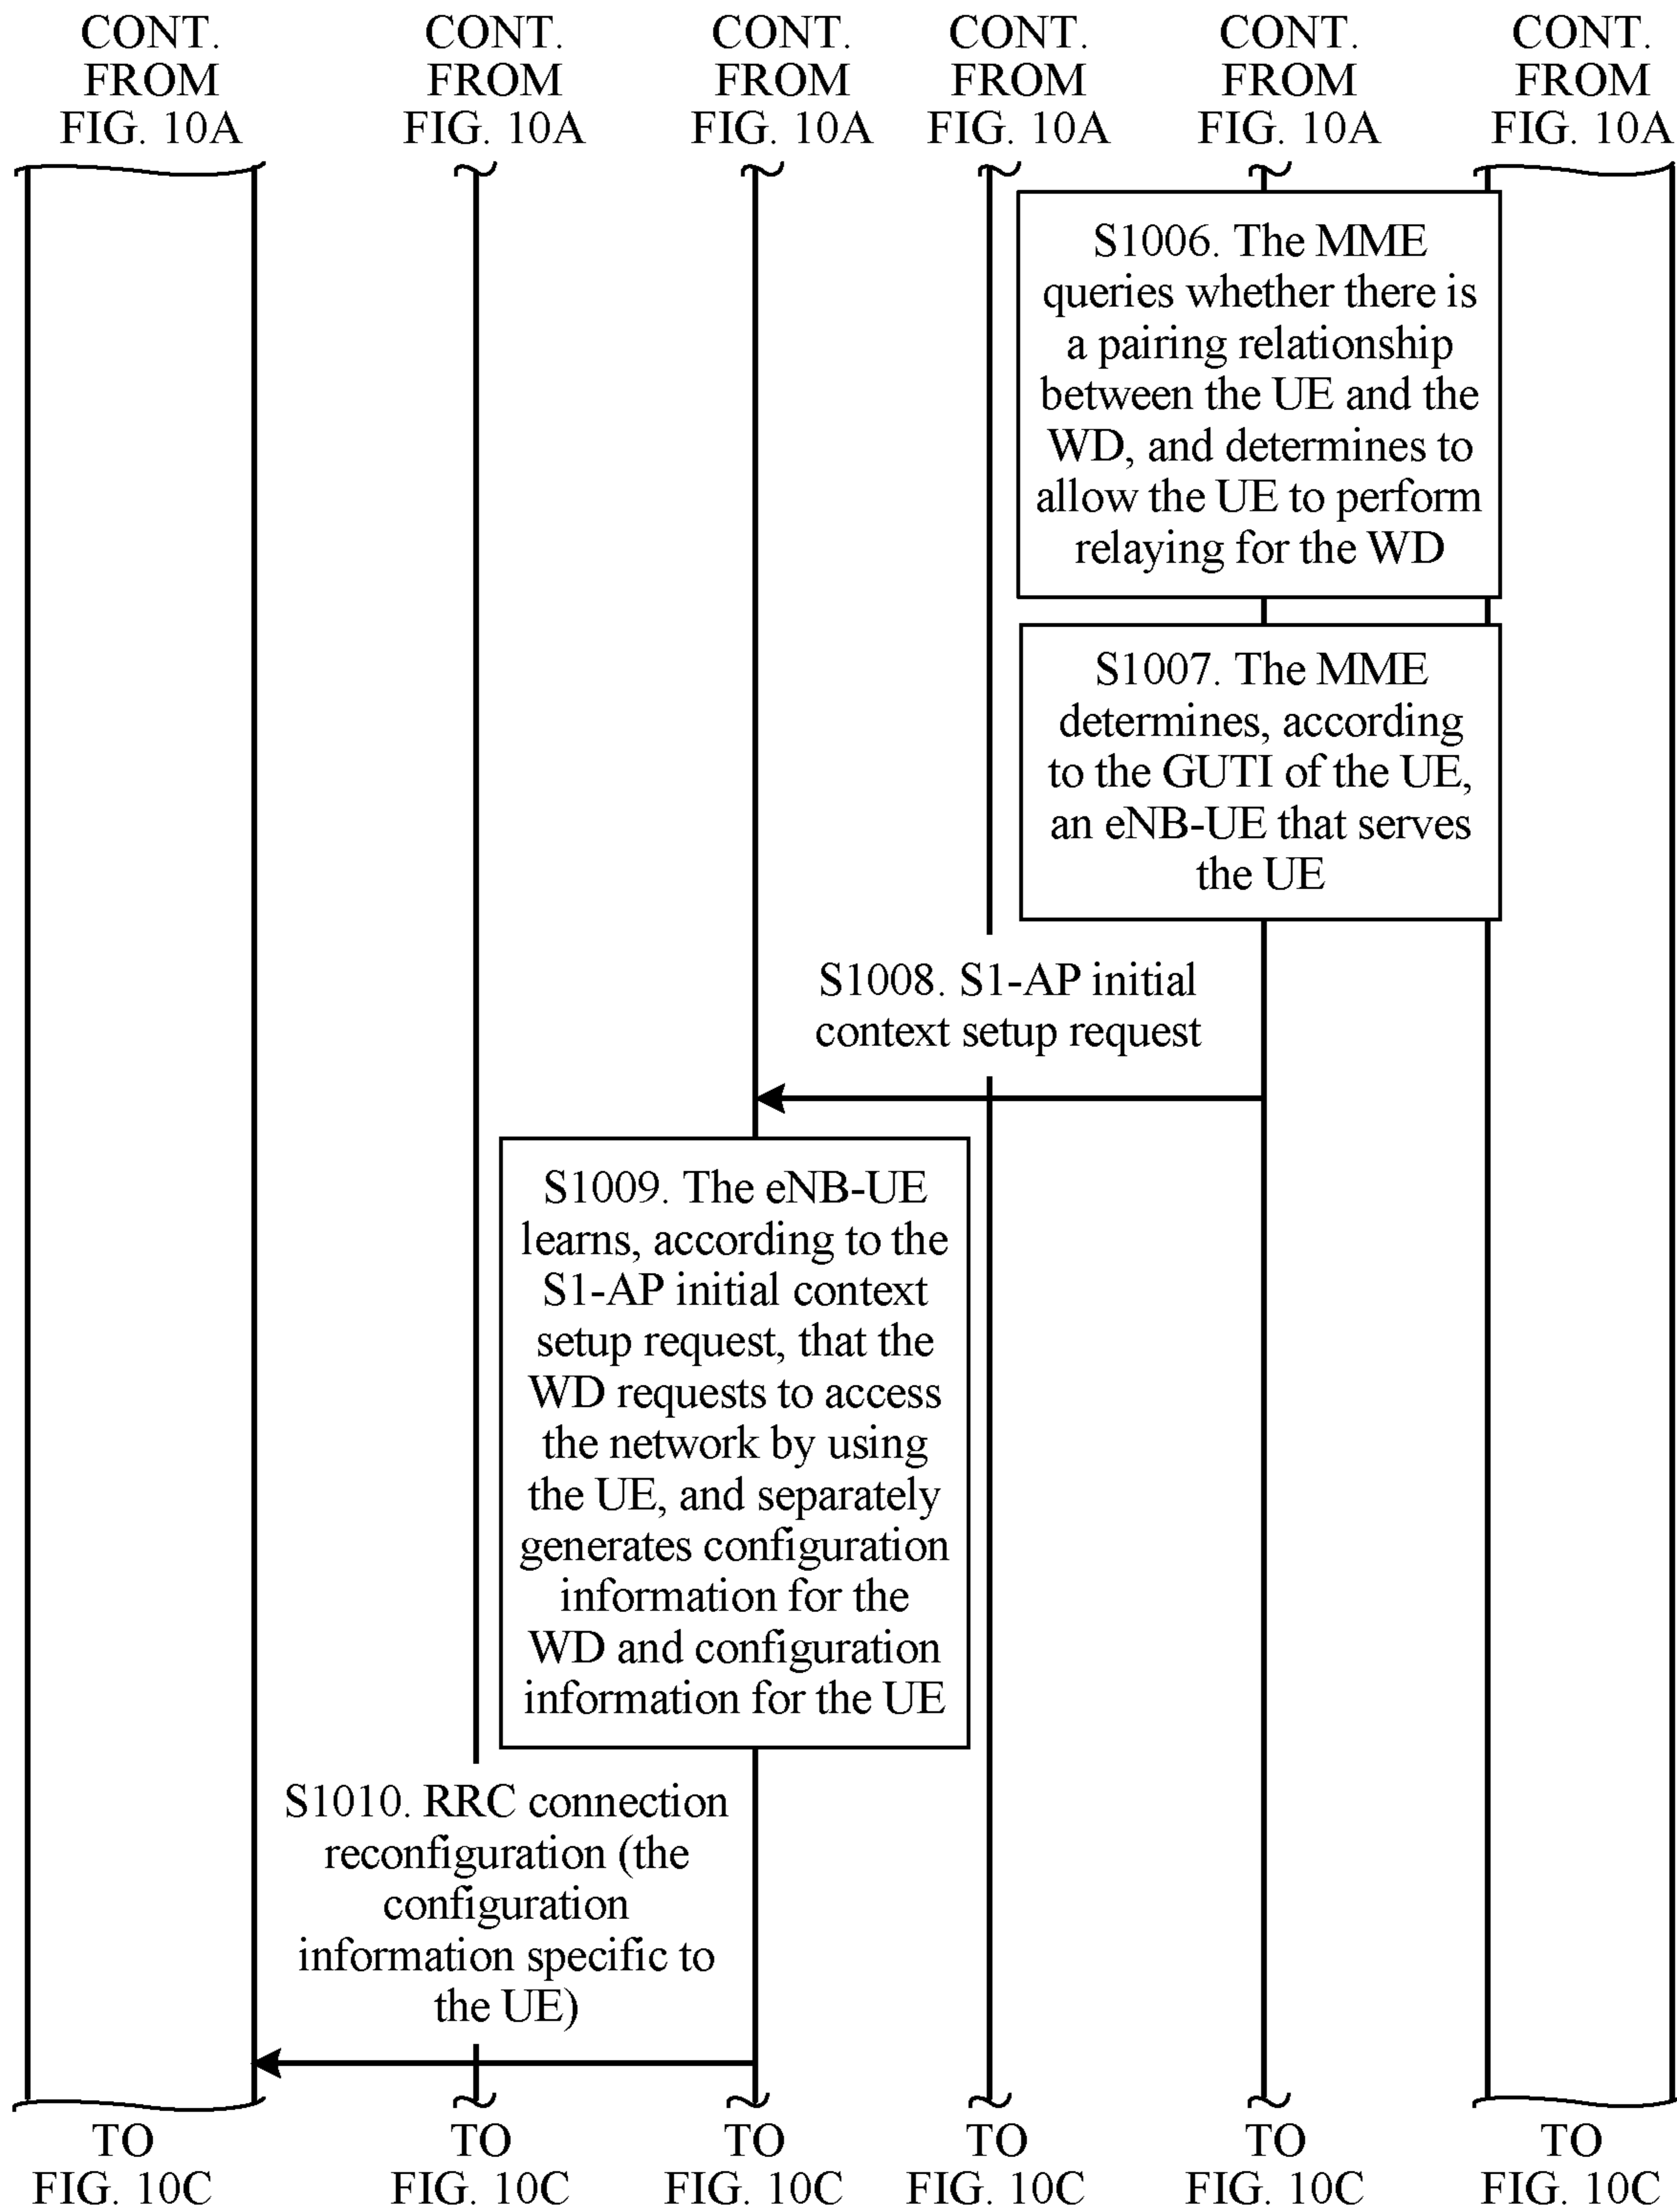 CONT. FROM FIG. 10A
CONT. FROM FIG. 10A
CONT. FROM FIG. 10A
CONT. FROM FIG. 10A
CONT. FROM FIG. 10A
CONT. FROM FIG. 10A
S1006. The MME
queries whether there is
a pairing relationship
between the UE and the
WD, and determines to
allow the UE to perform
relaying for the WD
S1007. The MME
determines, according
to the GUTI of the UE,
an eNB-UE that serves
the UE
S1008. S1-AP initial
context setup request
S1009. The eNB-UE
learns, according to the
S1-AP initial context
setup request, that the
WD requests to access
the network by using
the UE, and separately
generates configuration
information for the
WD and configuration
information for the UE
S1010. RRC connection
reconfiguration (the
configuration
information specific to
the UE)
TO FIG. 10C
TO FIG. 10C
TO FIG. 10C
TO FIG. 10C
TO FIG. 10C
TO FIG. 10C